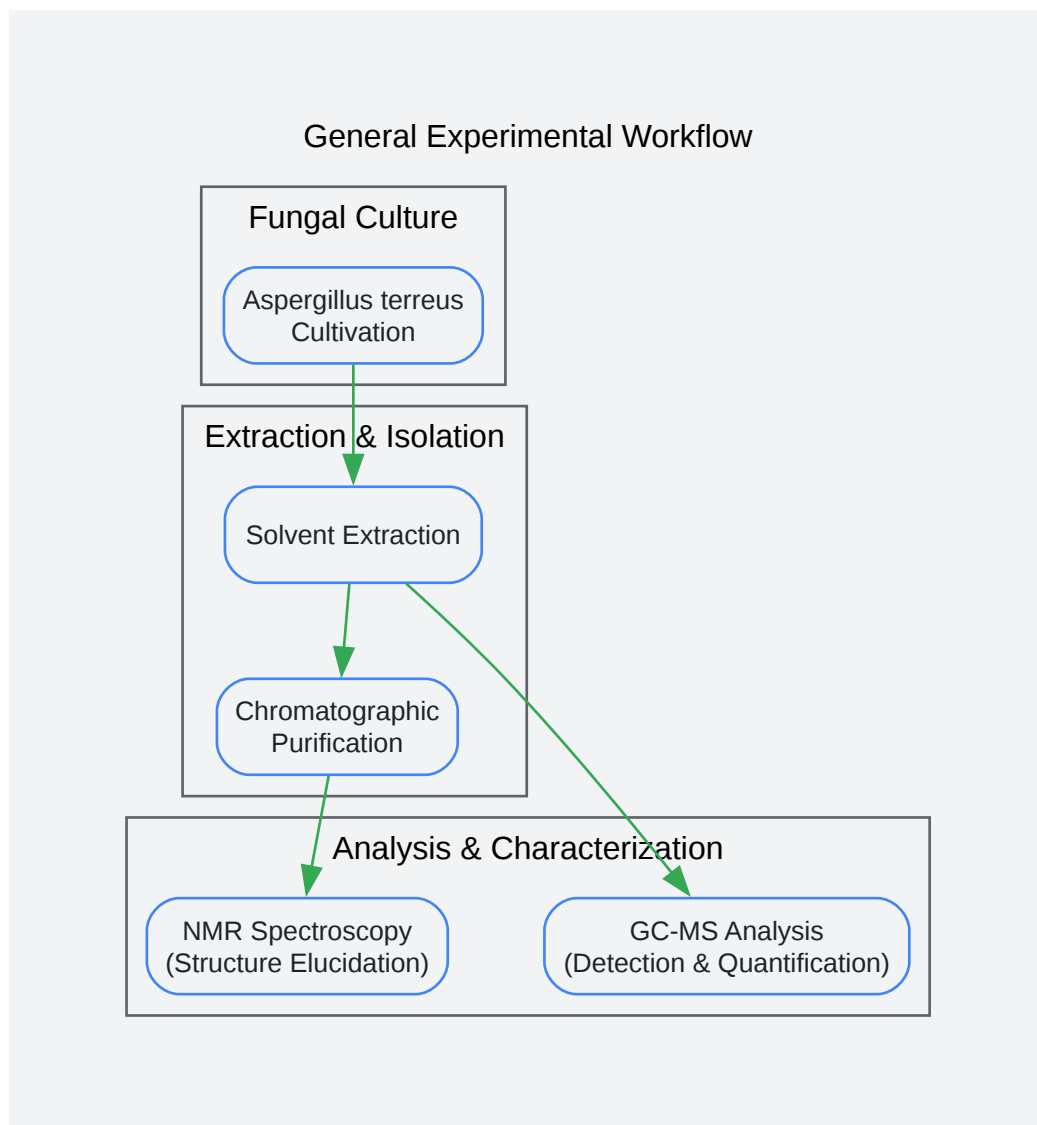 General Experimental Workflow
Fungal Culture
Aspergillus terreus
Cultivation
Extraction & Isolation
Solvent Extraction
Chromatographic
Purification
Analysis & Characterization
NMR Spectroscopy
(Structure Elucidation)
GC-MS Analysis
(Detection & Quantification)